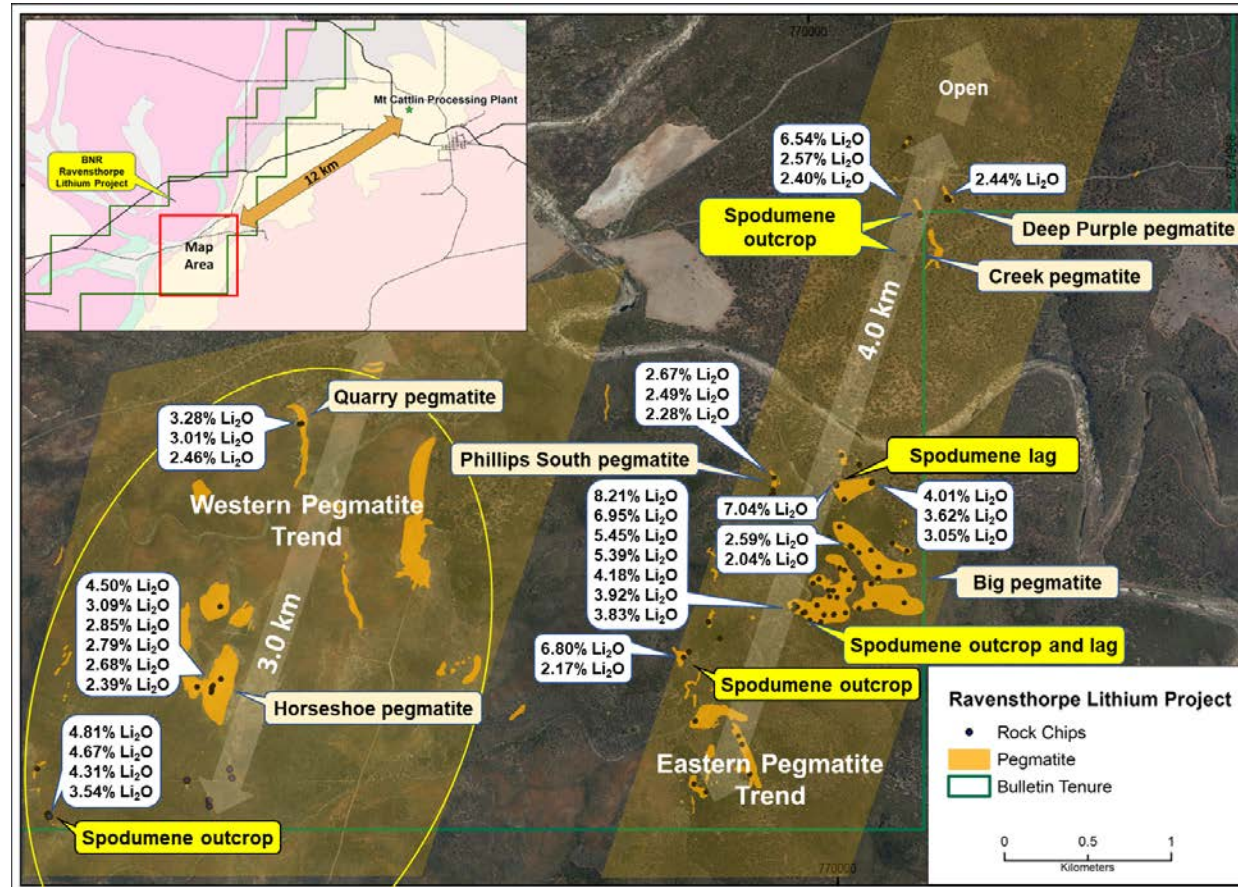 Mt Cattlin Processing Plant
BNR
Ravensthorpe
Lithium Project
12 km
Map
Area
770000
Open
6.54% Li₂O
2.57% Li₂O
2.40% Li₂O
2.44% Li₂O
Spodumene
outcrop
Deep Purple pegmatite
Creek pegmatite
4.0 km
Quarry pegmatite
3.28% Li₂O
3.01% Li₂O
2.46% Li₂O
Western Pegmatite
Trend
3.0 km
4.50% Li₂O
3.09% Li₂O
2.85% Li₂O
2.79% Li₂O
2.68% Li₂O
2.39% Li₂O
Horseshoe pegmatite
4.81% Li₂O
4.67% Li₂O
4.31% Li₂O
3.54% Li₂O
Spodumene outcrop
2.67% Li₂O
2.49% Li₂O
2.28% Li₂O
Phillips South pegmatite
Spodumene lag
7.04% Li₂O
4.01% Li₂O
3.62% Li₂O
3.05% Li₂O
8.21% Li₂O
6.95% Li₂O
5.45% Li₂O
5.39% Li₂O
4.18% Li₂O
3.92% Li₂O
3.83% Li₂O
2.59% Li₂O
2.04% Li₂O
Big pegmatite
Spodumene outcrop and lag
6.80% Li₂O
2.17% Li₂O
Spodumene outcrop
Eastern Pegmatite
Trend
770000
Ravensthorpe Lithium Project
Rock Chips
Pegmatite
Bulletin Tenure
0 0.5 1
Kilometers